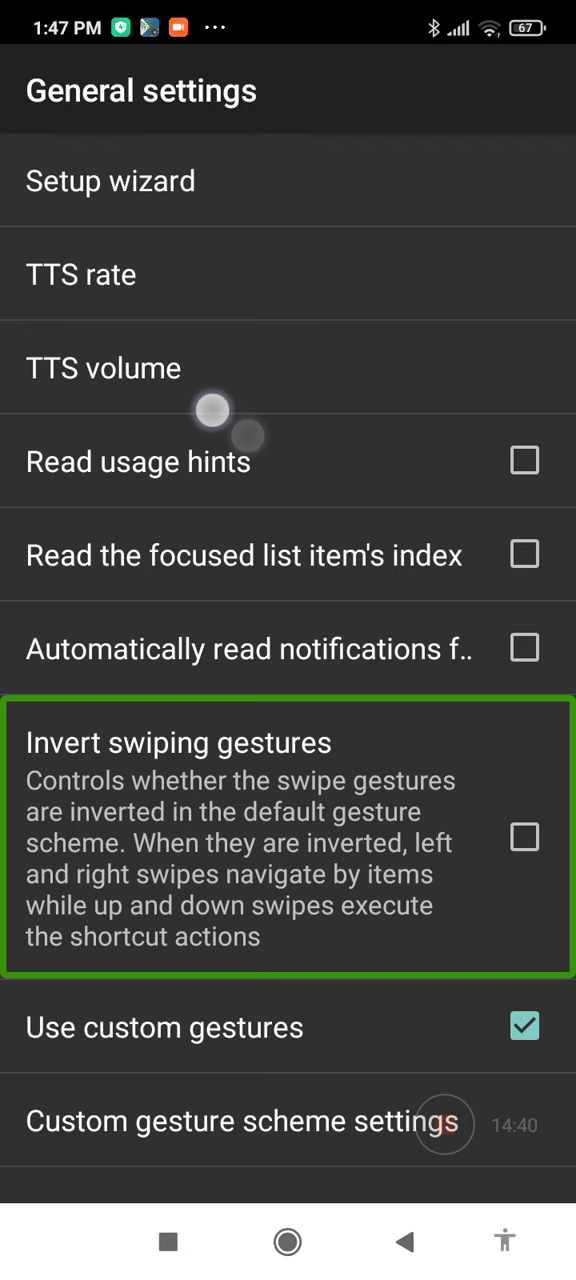 1:47 PM ... 67
General settings
Setup wizard
TTS rate
TTS volume
Read usage hints
Read the focused list item's index
Automatically read notifications f..
Invert swiping gestures
Controls whether the swipe gestures
are inverted in the default gesture
scheme. When they are inverted, left
and right swipes navigate by items
while up and down swipes execute
the shortcut actions
Use custom gestures
Custom gesture scheme settings
14:40